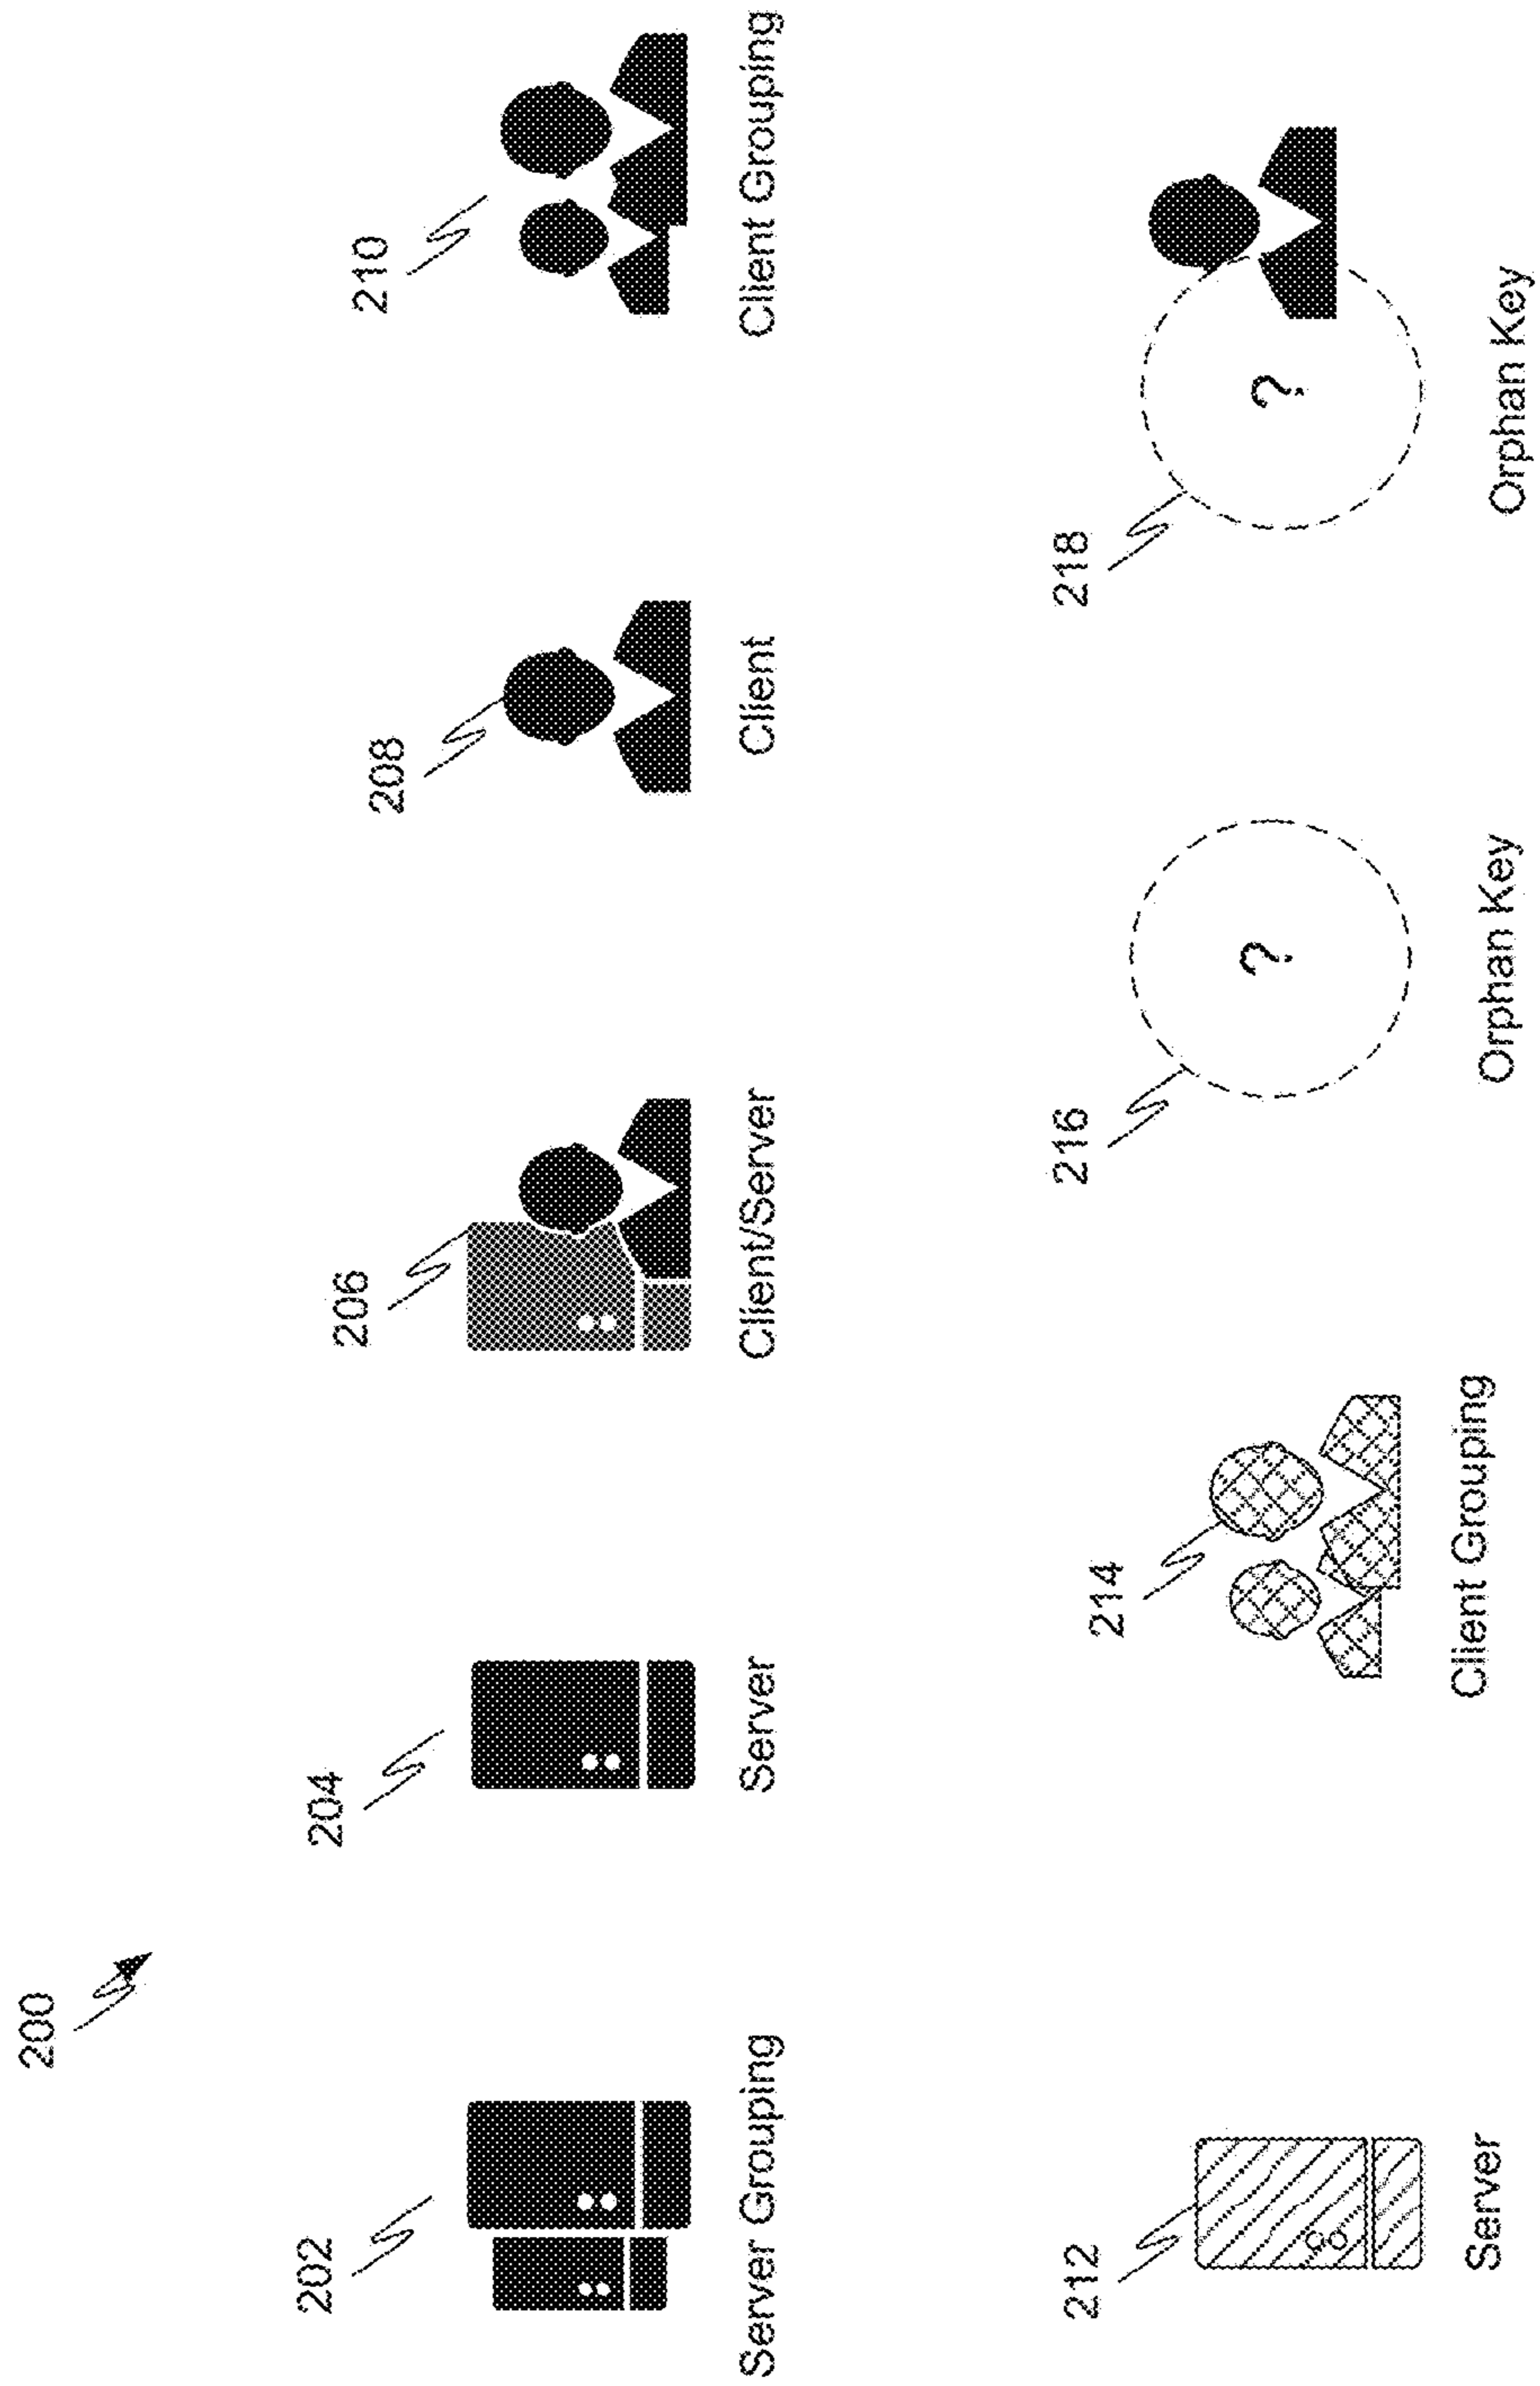 200
202
Server Grouping
204
Server
206
Client/Server
208
Client
210
Client Grouping
212
Server
214
Client Grouping
216
?
Orphan Key
218
?
Orphan Key